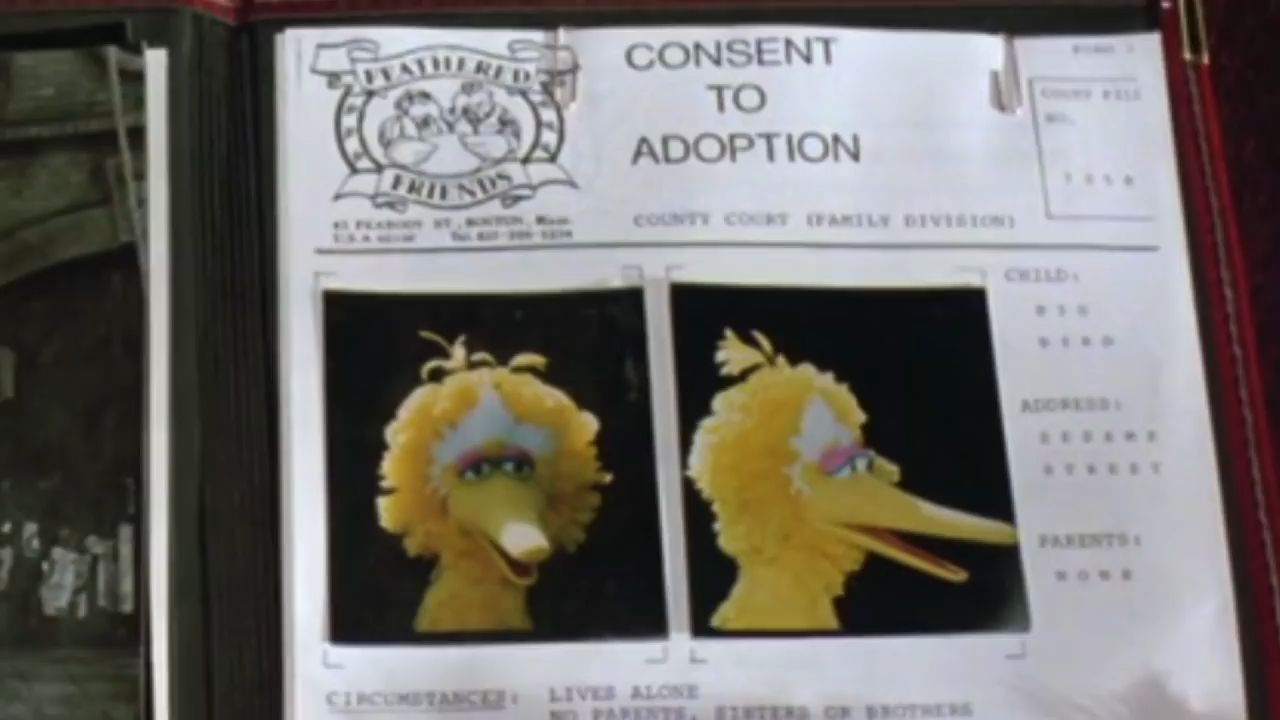 FEATHERED
FRIENDS
CONSENT
TO
ADOPTION
COUNTY COURT (FAMILY DIVISION)
COURT FILE
NO.
CHILD:
BIG
BIRD
ADDRESS:
SESAME
STREET
PARENTS:
NONE
CIRCUMSTANCES: LIVES ALONE
NO PARENTS, SISTERS OR BROTHERS